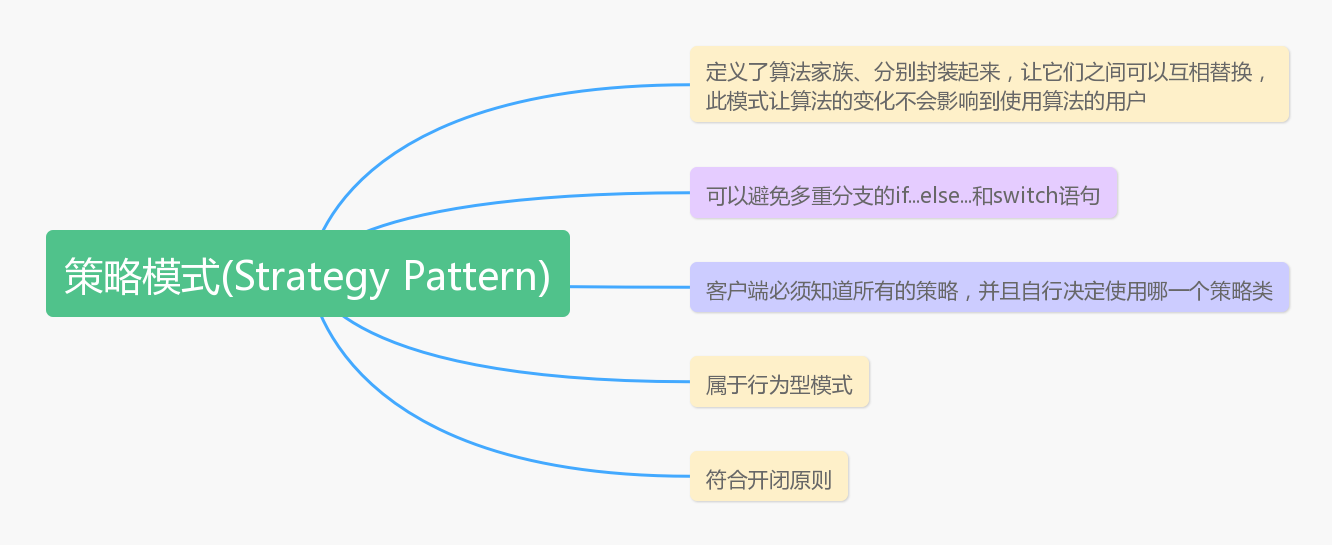 定义了算法家族、分别封装起来，让它们之间可以互相替换，
此模式让算法的变化不会影响到使用算法的用户
可以避免多重分支的if...else...和switch语句
策略模式(Strategy Pattern)
客户端必须知道所有的策略，并且自行决定使用哪一个策略类
属于行为型模式
符合开闭原则